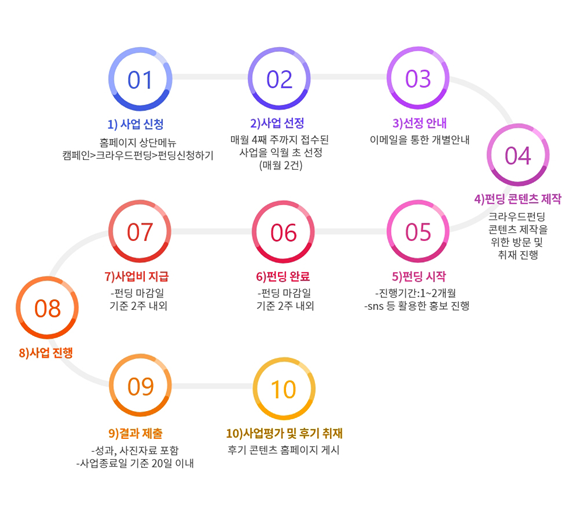 01
1) 사업 신청
홈페이지 상단메뉴
캠페인>크라우드펀딩>펀딩신청하기
02
2)사업 선정
매월 4째 주까지 접수된
사업을 익월 초 선정
(매월 2건)
03
3)선정 안내
이메일을 통한 개별안내
04
4)펀딩 콘텐츠 제작
크라우드펀딩
콘텐츠 제작을
위한 방문 및
취재 진행
05
5)펀딩 시작
-진행기간:1~2개월
-sns 등 활용한 홍보 진행
06
6)펀딩 완료
-펀딩 마감일
기준 2주 내외
07
7)사업비 지급
-펀딩 마감일
기준 2주 내외
08
8)사업 진행
09
9)결과 제출
-성과, 사진자료 포함
-사업종료일 기준 20일 이내
10
10)사업평가 및 후기 취재
후기 콘텐츠 홈페이지 게시